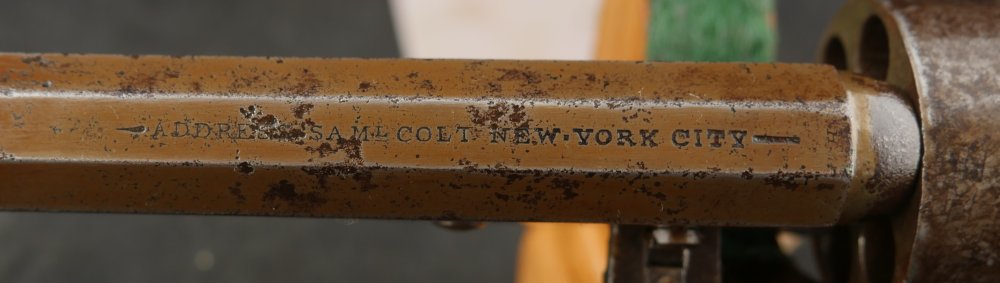 ADDRESS SAML COLT NEW-YORK CITY